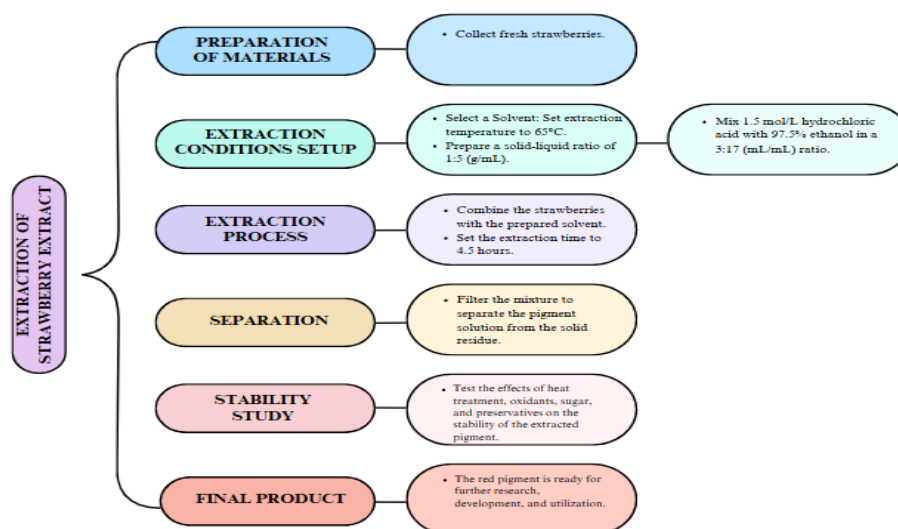 EXTRACTION OF
STRAWBERRY EXTRACT
PREPARATION
OF MATERIALS
• Collect fresh strawberries.
EXTRACTION
CONDITIONS SETUP
• Select a Solvent: Set extraction
temperature to 65°C.
• Prepare a solid-liquid ratio of
1:5 (g/mL).
• Mix 1.5 mol/L hydrochloric
acid with 97.5% ethanol in a
3:17 (mL/mL) ratio.
EXTRACTION
PROCESS
• Combine the strawberries
with the prepared solvent.
• Set the extraction time to
4.5 hours.
SEPARATION
• Filter the mixture to
separate the pigment
solution from the solid
residue.
STABILITY
STUDY
• Test the effects of heat
treatment, oxidants, sugar,
and preservatives on the
stability of the extracted
pigment.
FINAL PRODUCT
• The red pigment is ready for
further research,
development, and utilization.